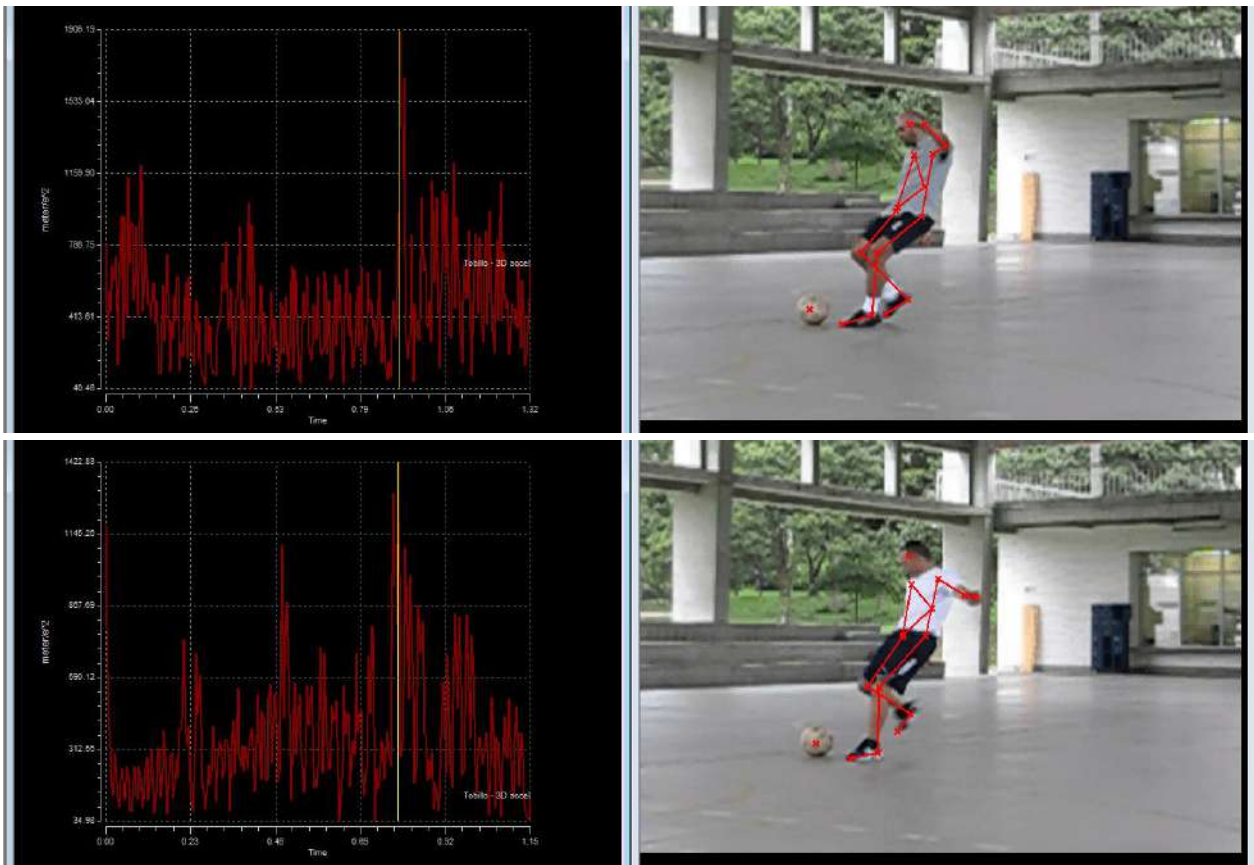 1906.19
1533.04
1159.90
786.75
413.61
40.46
meter/s^2
Tobillo - 3D accel
0.00 0.26 0.53 0.79 1.06 1.32
Time
1422.83
1145.26
867.69
590.12
312.55
34.98
meter/s^2
Tobillo - 3D accel
0.00 0.23 0.46 0.69 0.92 1.15
Time